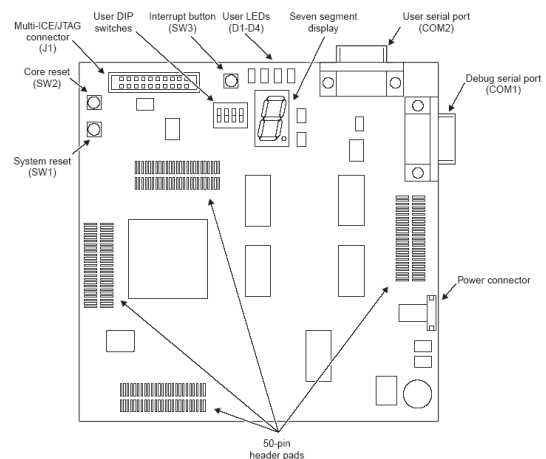 Multi-ICE/JTAG
connector
(J1)
User DIP
switches
Interrupt button
(SW3)
User LEDs
(D1-D4)
Seven segment
display
User serial port
(COM2)
Debug serial port
(COM1)
Core reset
(SW2)
System reset
(SW1)
Power connector
50-pin
header pads